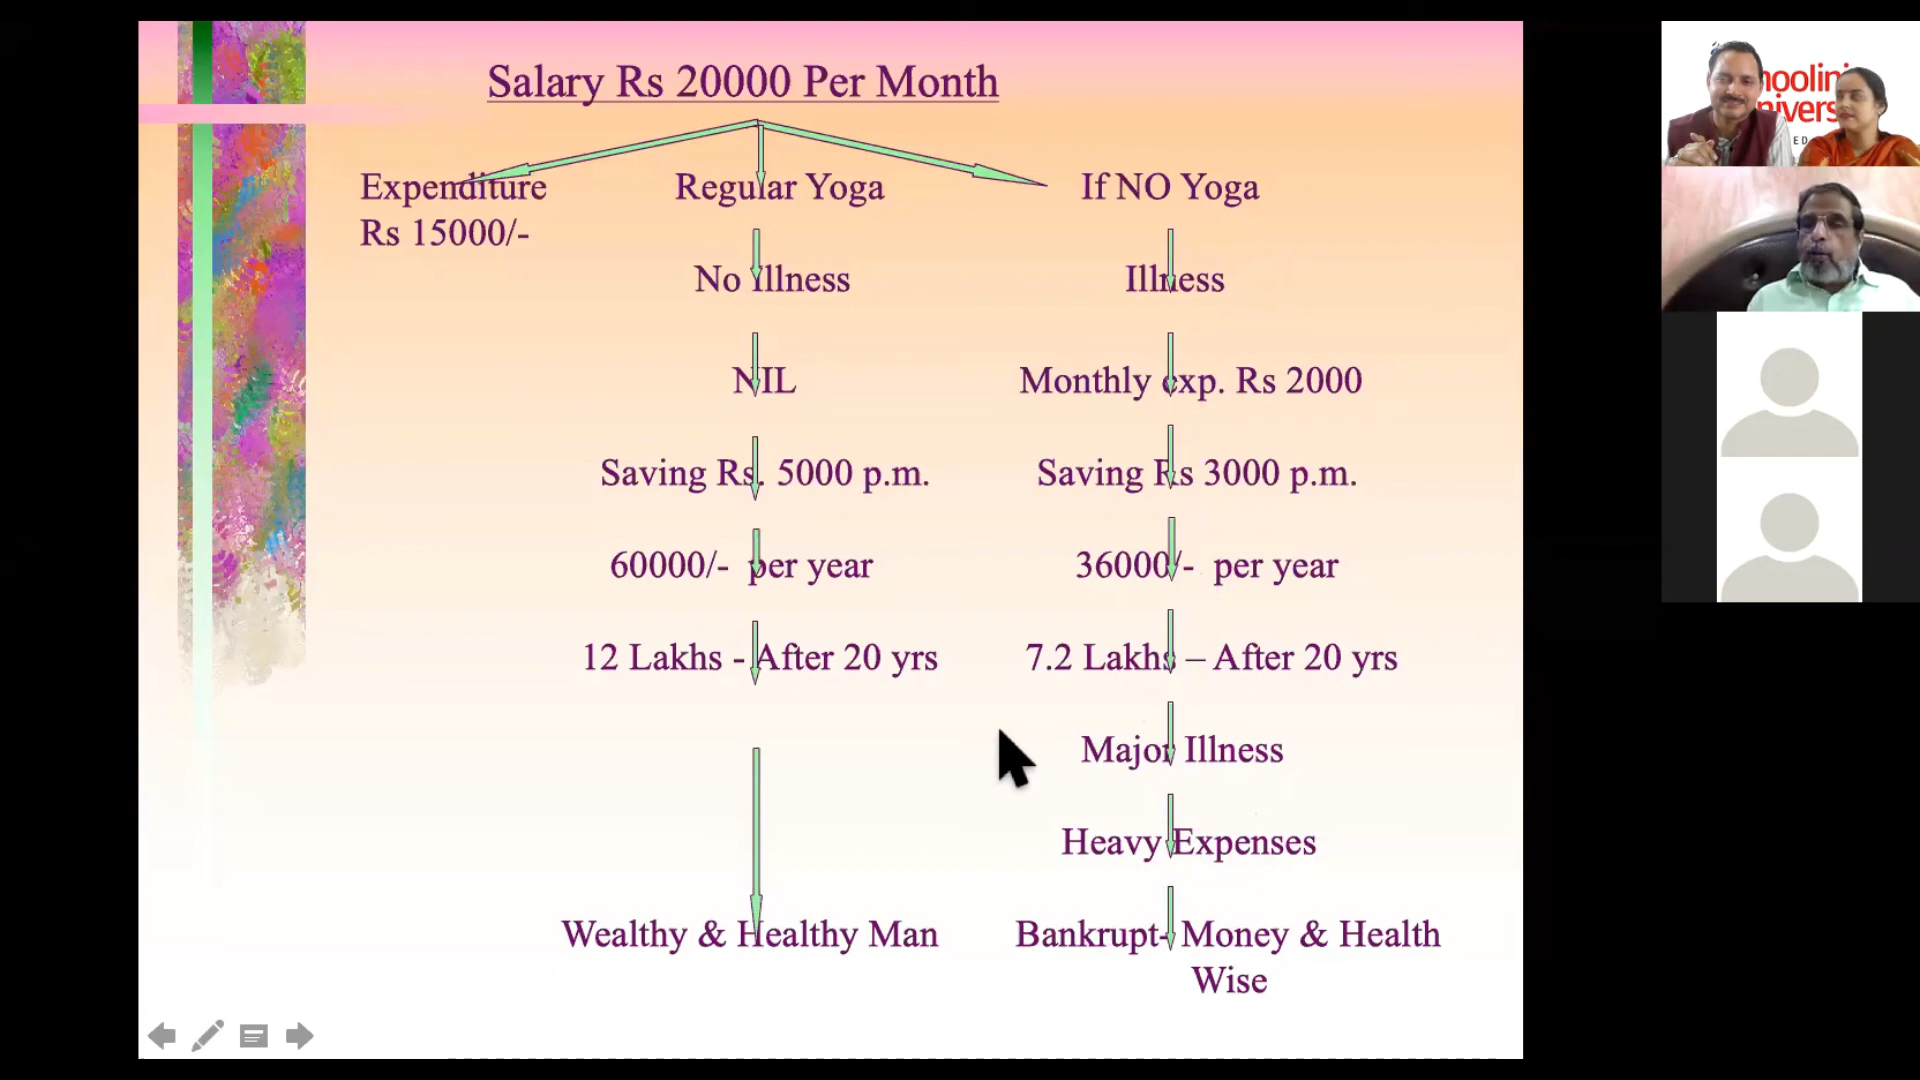 Salary Rs 20000 Per Month
Expenditure
Rs 15000/-
Regular Yoga
No Illness
NIL
Saving Rs. 5000 p.m.
60000/- per year
12 Lakhs - After 20 yrs
Wealthy & Healthy Man
If NO Yoga
Illness
Monthly exp. Rs 2000
Saving Rs 3000 p.m.
36000/- per year
7.2 Lakhs – After 20 yrs
Major Illness
Heavy Expenses
Bankrupt- Money & Health
Wise